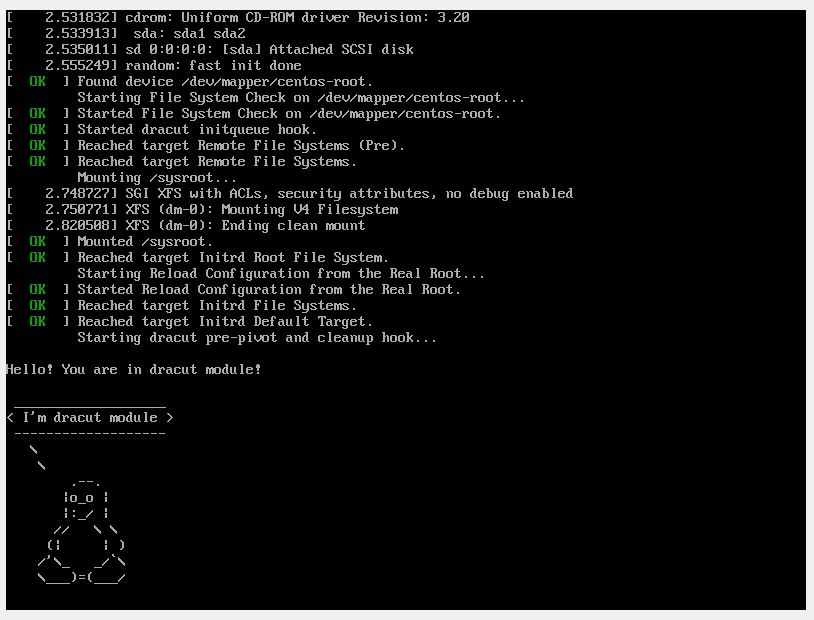 [    2.531832] cdrom: Uniform CD-ROM driver Revision: 3.20
[    2.533913]  sda: sda1 sda2
[    2.535011] sd 0:0:0:0: [sda] Attached SCSI disk
[    2.555249] random: fast init done
[  OK  ] Found device /dev/mapper/centos-root.
         Starting File System Check on /dev/mapper/centos-root...
[  OK  ] Started File System Check on /dev/mapper/centos-root.
[  OK  ] Started dracut initqueue hook.
[  OK  ] Reached target Remote File Systems (Pre).
[  OK  ] Reached target Remote File Systems.
         Mounting /sysroot...
[    2.748727] SGI XFS with ACLs, security attributes, no debug enabled
[    2.750771] XFS (dm-0): Mounting V4 Filesystem
[    2.820508] XFS (dm-0): Ending clean mount
[  OK  ] Mounted /sysroot.
[  OK  ] Reached target Initrd Root File System.
         Starting Reload Configuration from the Real Root...
[  OK  ] Started Reload Configuration from the Real Root.
[  OK  ] Reached target Initrd File Systems.
[  OK  ] Reached target Initrd Default Target.
         Starting dracut pre-pivot and cleanup hook...

Hello! You are in dracut module!

 ___________________
< I'm dracut module >
 -------------------
   \
    \
        .--.
       |o_o |
       |:_/ |
      //   \ \
     (|     | )
    /'\_   _/`\
    \___)=(___/